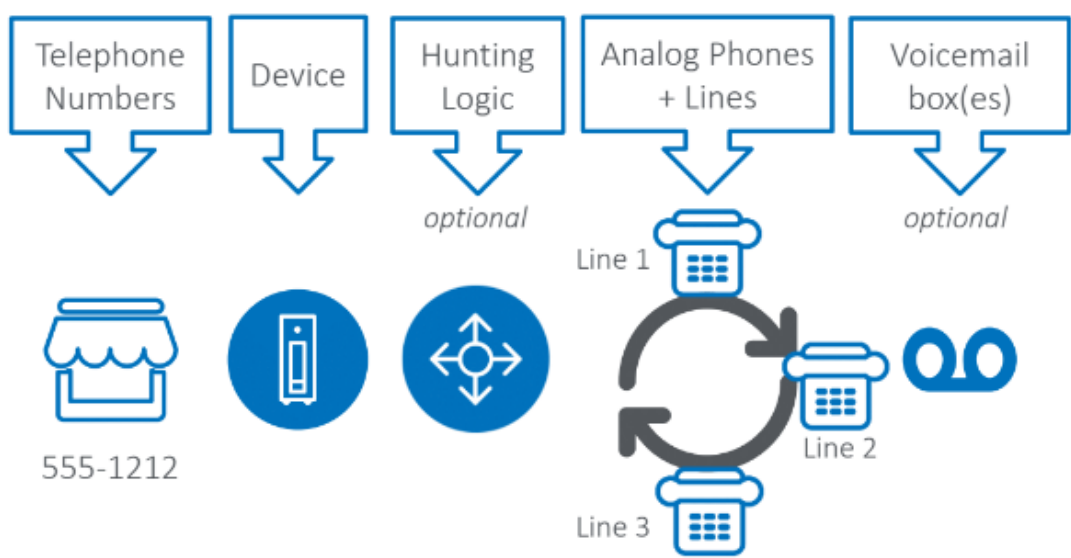 Telephone
Numbers
Device
Hunting
Logic
Analog Phones
+ Lines
Voicemail
box(es)
optional
optional
Line 1
Line 2
555-1212
Line 3